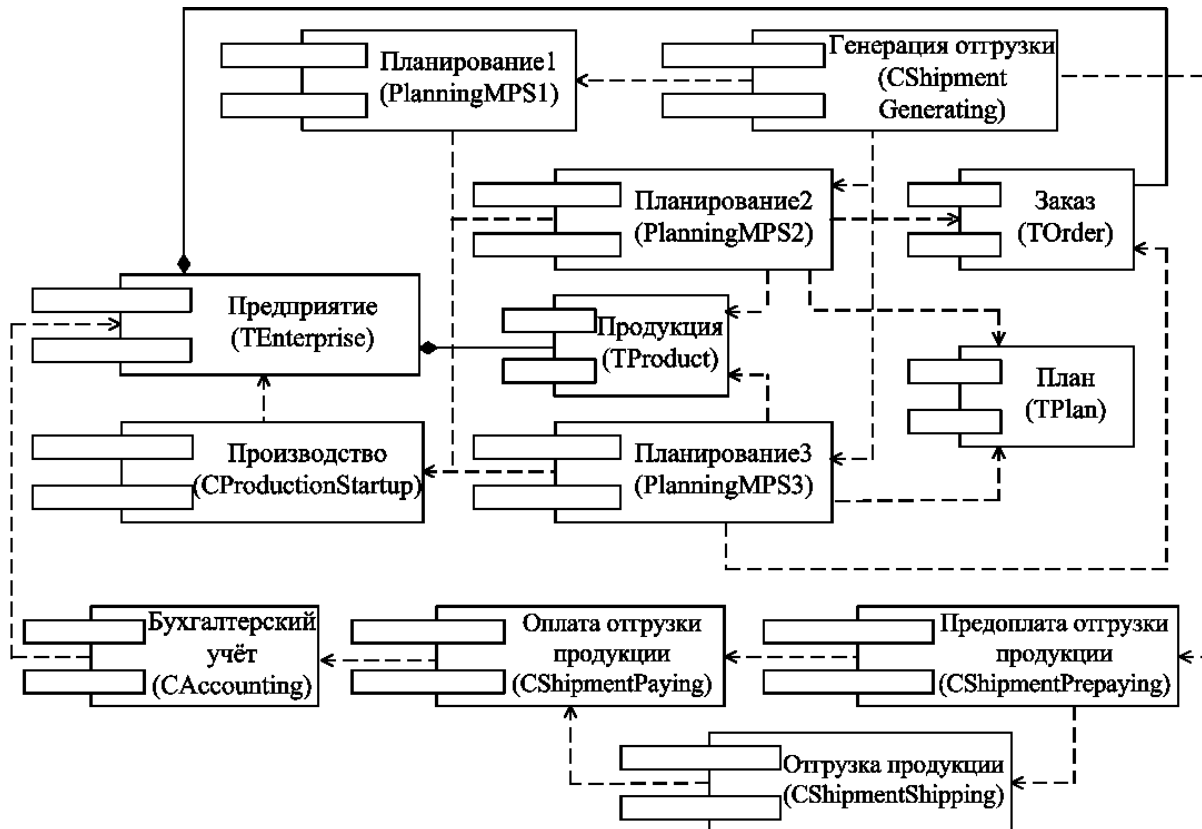 Планирование1
(PlanningMPS1)
Генерация отгрузки
(CShipment
Generating)
Планирование2
(PlanningMPS2)
Заказ
(TOrder)
Предприятие
(TEnterprise)
Продукция
(TProduct)
План
(TPlan)
Производство
(CProductionStartup)
Планирование3
(PlanningMPS3)
Бухгалтерский
учёт
(CAccounting)
Оплата отгрузки
продукции
(CShipmentPaying)
Предоплата отгрузки
продукции
(CShipmentPrepaying)
Отгрузка продукции
(CShipmentShipping)